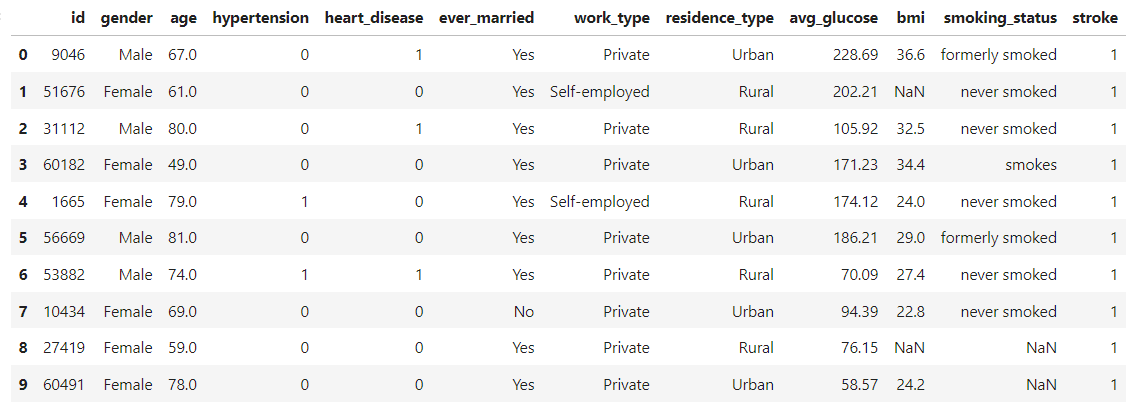 id gender age hypertension heart_disease ever_married work_type residence_type avg_glucose bmi smoking_status stroke
0 9046 Male 67.0 0 1 Yes Private Urban 228.69 36.6 formerly smoked 1
1 51676 Female 61.0 0 0 Yes Self-employed Rural 202.21 NaN never smoked 1
2 31112 Male 80.0 0 1 Yes Private Rural 105.92 32.5 never smoked 1
3 60182 Female 49.0 0 0 Yes Private Urban 171.23 34.4 smokes 1
4 1665 Female 79.0 1 0 Yes Self-employed Rural 174.12 24.0 never smoked 1
5 56669 Male 81.0 0 0 Yes Private Urban 186.21 29.0 formerly smoked 1
6 53882 Male 74.0 1 1 Yes Private Rural 70.09 27.4 never smoked 1
7 10434 Female 69.0 0 0 No Private Urban 94.39 22.8 never smoked 1
8 27419 Female 59.0 0 0 Yes Private Rural 76.15 NaN NaN 1
9 60491 Female 78.0 0 0 Yes Private Urban 58.57 24.2 NaN 1